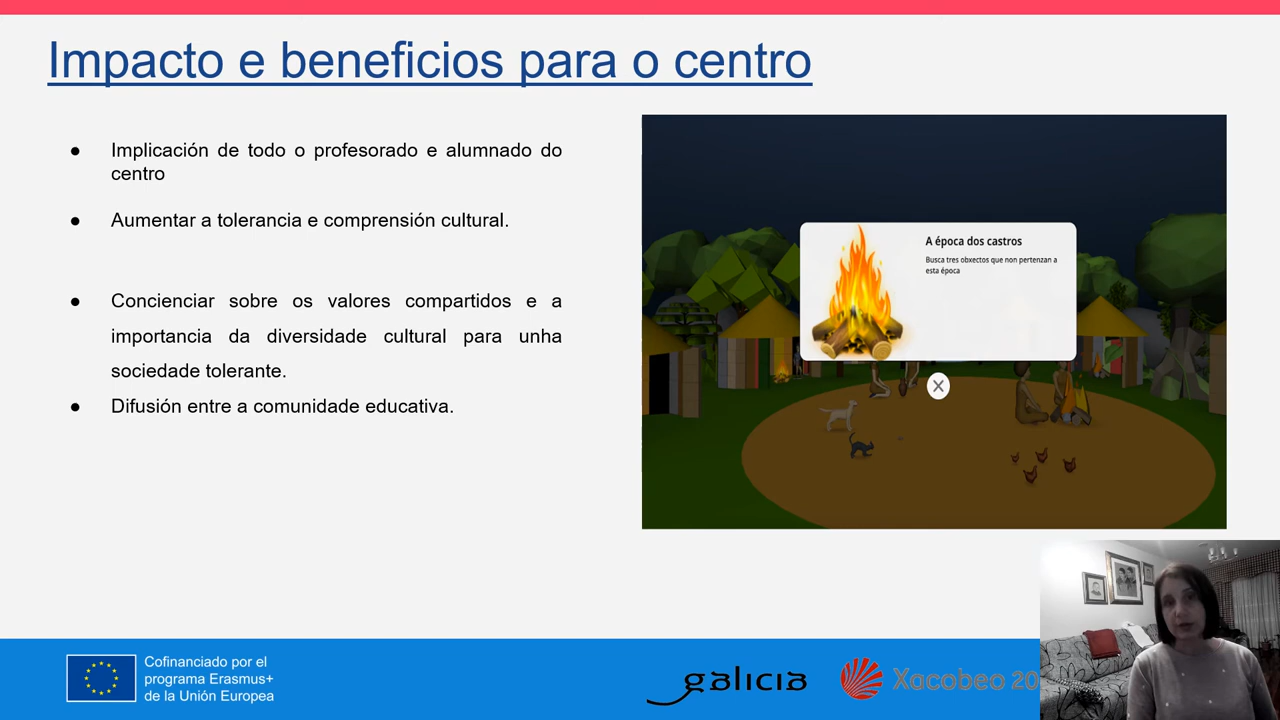 Impacto e beneficios para o centro
● Implicación de todo o profesorado e alumnado do
centro
● Aumentar a tolerancia e comprensión cultural.
● Concienciar sobre os valores compartidos e a
importancia da diversidade cultural para unha
sociedade tolerante.
● Difusión entre a comunidade educativa.
A época dos castros
Busca tres obxectos que non pertenzan a
esta época
X
Cofinanciado por el
programa Erasmus+
de la Unión Europea
galicia
Xacobeo 20